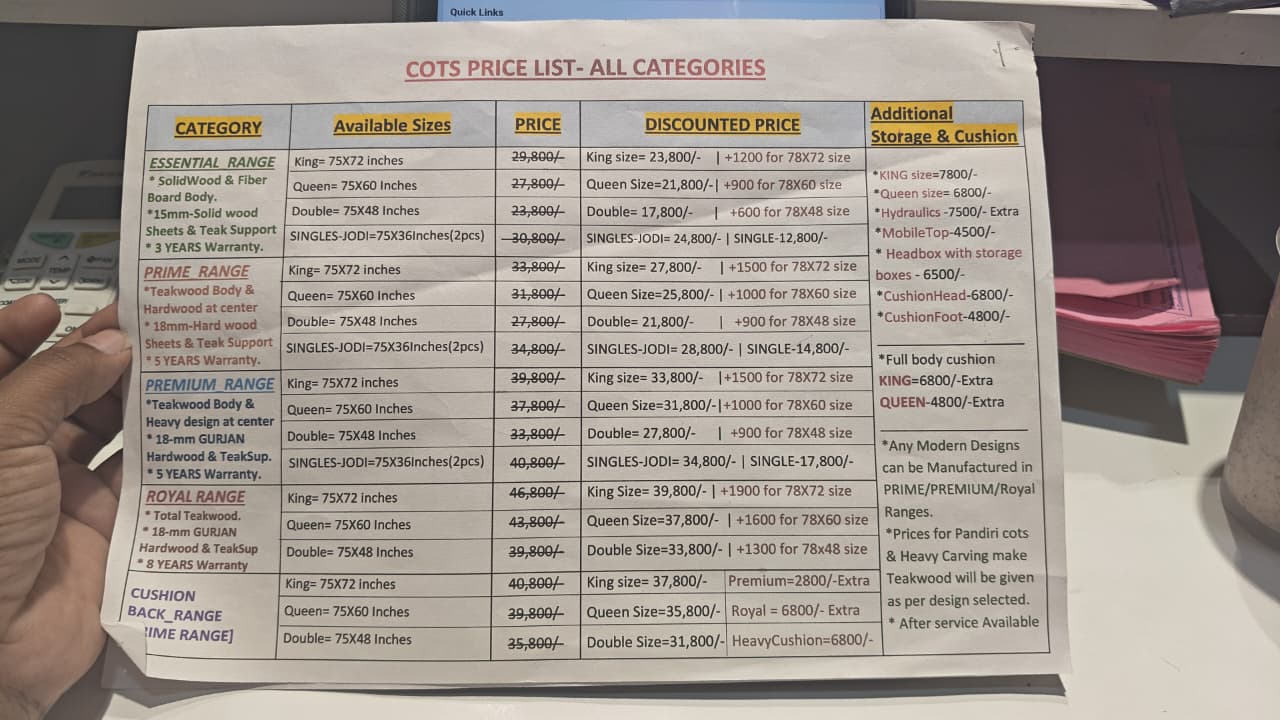 Quick Links
COTS PRICE LIST- ALL CATEGORIES
CATEGORY
Available Sizes
PRICE
DISCOUNTED PRICE
Additional
Storage & Cushion
ESSENTIAL RANGE
* SolidWood & Fiber
Board Body.
*15mm-Solid wood
Sheets & Teak Support
* 3 YEARS Warranty.
King= 75X72 inches 29,800/- King size= 23,800/- | +1200 for 78X72 size
Queen= 75X60 Inches 27,800/- Queen Size=21,800/-| +900 for 78X60 size
Double= 75X48 Inches 23,800/- Double= 17,800/- | +600 for 78X48 size
SINGLES-JODI=75X36Inches(2pcs) 30,800/- SINGLES-JODI= 24,800/- | SINGLE-12,800/-
PRIME RANGE
*Teakwood Body &
Hardwood at center
* 18mm-Hard wood
Sheets & Teak Support
* 5 YEARS Warranty.
King= 75X72 inches 33,800/- King size= 27,800/- | +1500 for 78X72 size
Queen= 75X60 Inches 31,800/- Queen Size=25,800/- | +1000 for 78X60 size
Double= 75X48 Inches 27,800/- Double= 21,800/- | +900 for 78X48 size
SINGLES-JODI=75X36Inches(2pcs) 34,800/- SINGLES-JODI= 28,800/- | SINGLE-14,800/-
PREMIUM RANGE
*Teakwood Body &
Heavy design at center
* 18-mm GURJAN
Hardwood & TeakSup.
* 5 YEARS Warranty.
King= 75X72 inches 39,800/- King size= 33,800/- |+1500 for 78X72 size
Queen= 75X60 Inches 37,800/- Queen Size=31,800/-|+1000 for 78X60 size
Double= 75X48 Inches 33,800/- Double= 27,800/- | +900 for 78X48 size
SINGLES-JODI=75X36Inches(2pcs) 40,800/- SINGLES-JODI= 34,800/- | SINGLE-17,800/-
ROYAL RANGE
* Total Teakwood.
* 18-mm GURJAN
Hardwood & TeakSup
* 8 YEARS Warranty
King= 75X72 inches 46,800/- King Size= 39,800/- | +1900 for 78X72 size
Queen= 75X60 Inches 43,800/- Queen Size=37,800/- | +1600 for 78X60 size
Double= 75X48 Inches 39,800/- Double Size=33,800/- | +1300 for 78x48 size
CUSHION
BACK_RANGE
RIME RANGE]
King= 75X72 inches 40,800/- King size= 37,800/- Premium=2800/-Extra
Queen= 75X60 Inches 39,800/- Queen Size=35,800/- Royal = 6800/- Extra
Double= 75X48 Inches 35,800/- Double Size=31,800/- HeavyCushion=6800/-
*KING size=7800/-
*Queen size= 6800/-
*Hydraulics -7500/- Extra
*MobileTop-4500/-
* Headbox with storage
boxes - 6500/-
*CushionHead-6800/-
*CushionFoot-4800/-
*Full body cushion
KING=6800/-Extra
QUEEN-4800/-Extra
*Any Modern Designs
can be Manufactured in
PRIME/PREMIUM/Royal
Ranges.
*Prices for Pandiri cots
& Heavy Carving make
Teakwood will be given
as per design selected.
* After service Available
MODE
TEMP
FAN